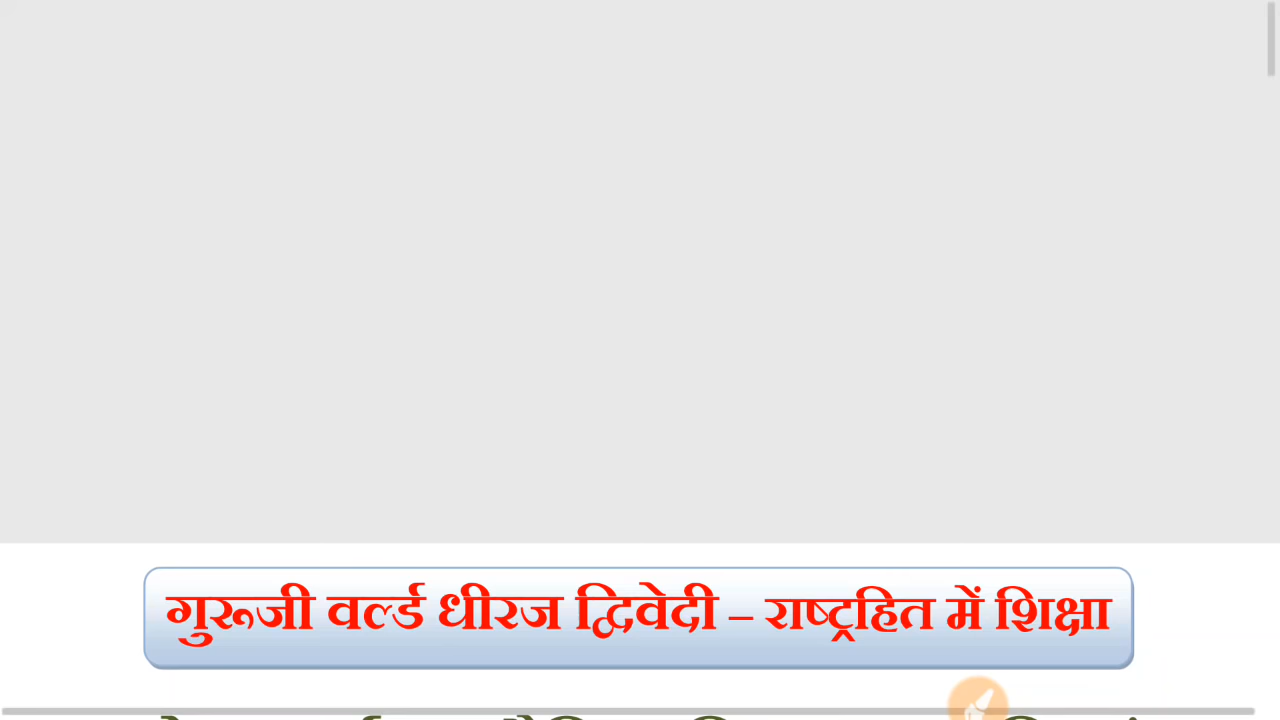 गुरूजी वर्ल्ड धीरज द्विवेदी – राष्ट्रहित में शिक्षा